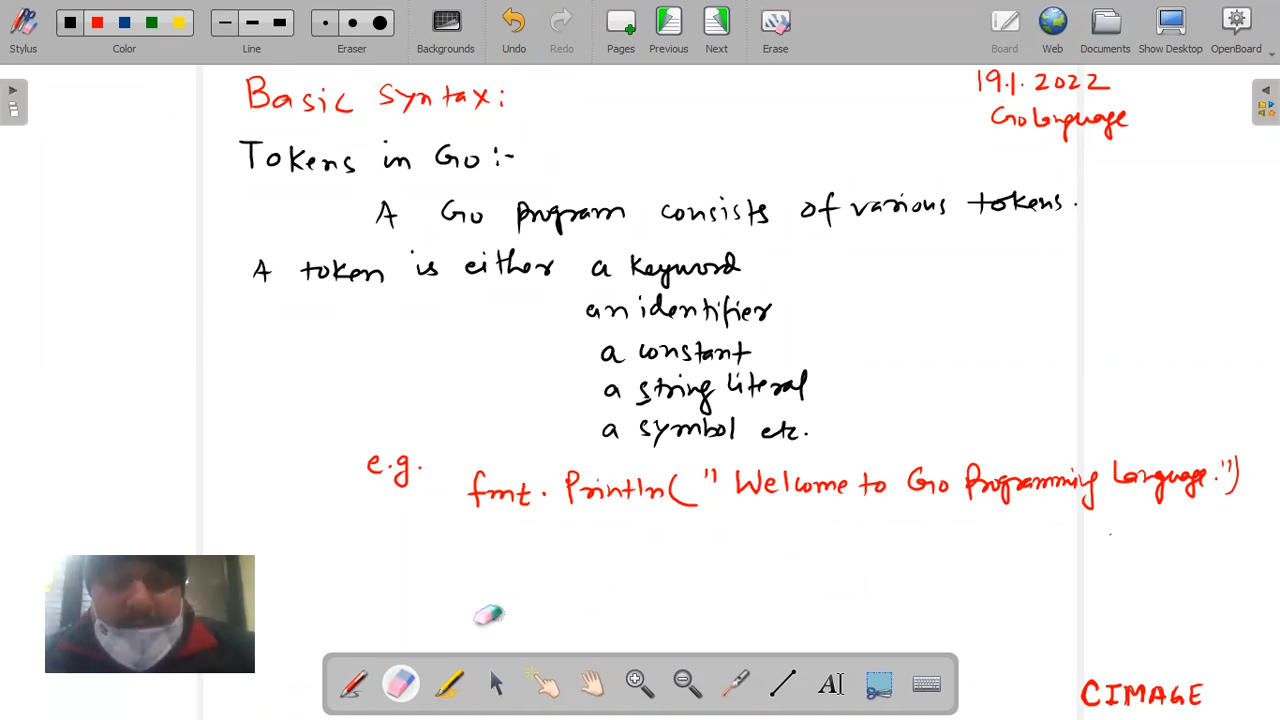 Stylus
Color
Line
Eraser
Backgrounds
Undo
Redo
Pages
Previous
Next
Erase
Board
Web
Documents
Show Desktop
OpenBoard
19.1.2022
Go Language
Basic Syntax:
Tokens in Go :-
A Go program consists of various tokens.
A token is either a keyword
an identifier
a constant
a string literal
a symbol etc.
e.g.
fmt. Println(" Welcome to Go Programming Language.")
AI
CIMAGE